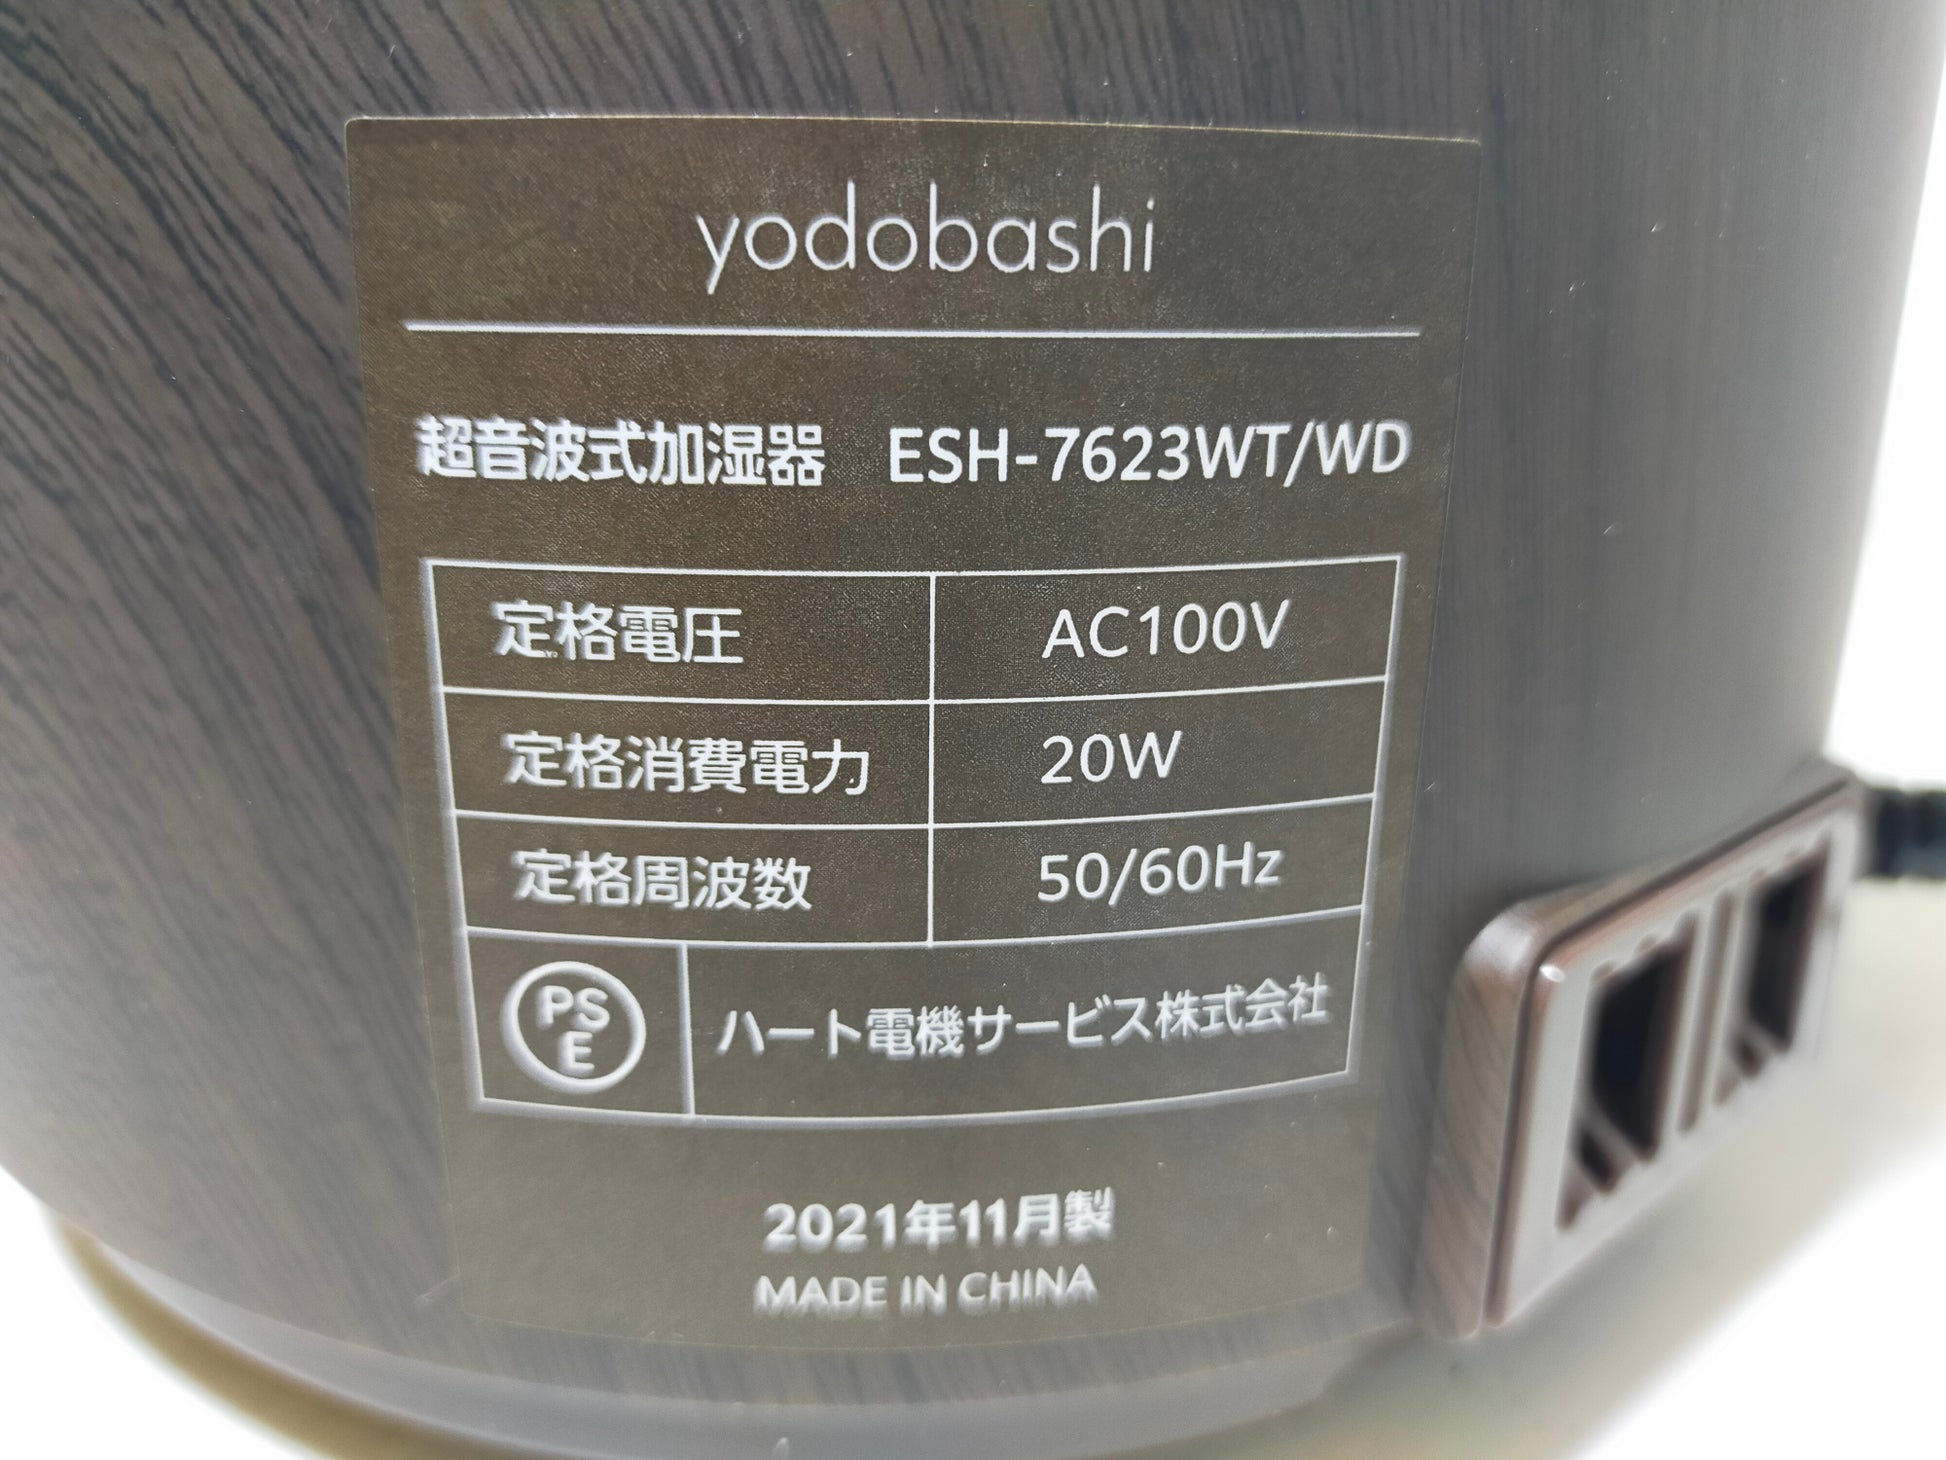 yodobashi
超音波式加湿器 ESH-7623WT/WD
定格電圧 AC100V
定格消費電力 20W
定格周波数 50/60Hz
PS
E
ハート電機サービス株式会社
2021年11月製
MADE IN CHINA